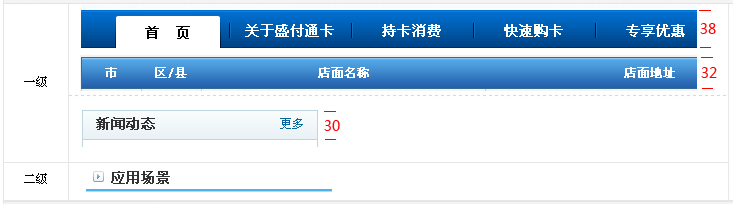 首 页 关于盛付通卡 持卡消费 快速购卡 专享优惠 38
市 区/县 店面名称 店面地址 32
一级
新闻动态 更多 30
二级 应用场景